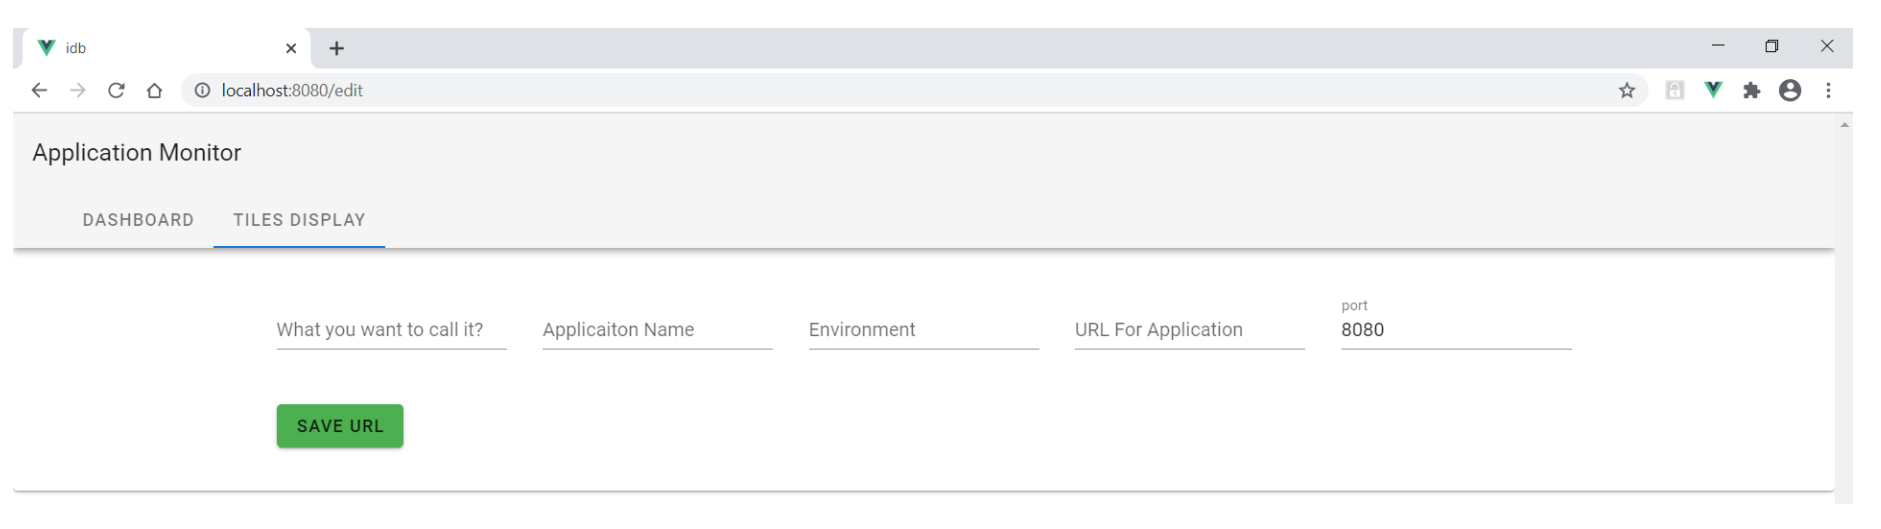 idb
localhost:8080/edit
Application Monitor
DASHBOARD TILES DISPLAY
port
What you want to call it? Applicaiton Name Environment URL For Application 8080
SAVE URL